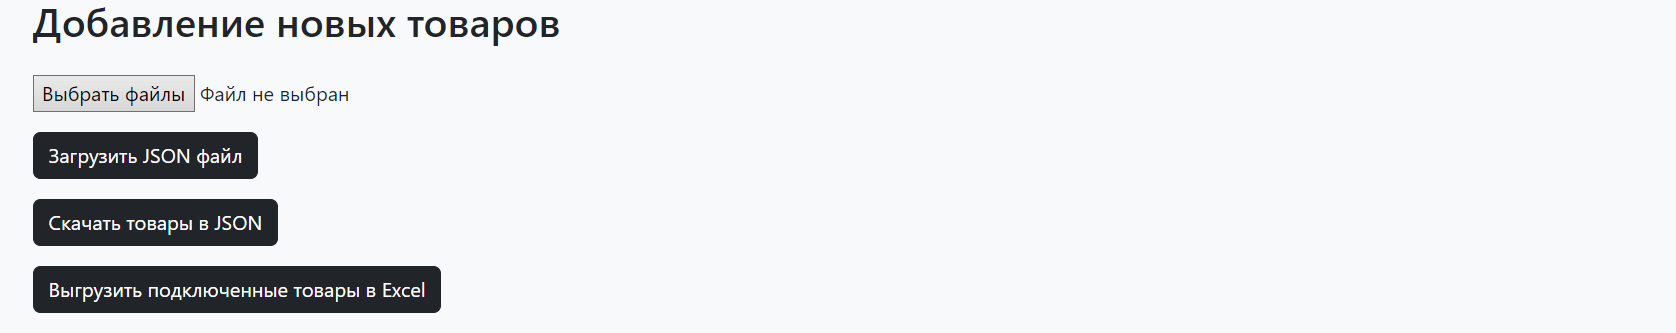 Добавление новых товаров
Выбрать файлы Файл не выбран
Загрузить JSON файл
Скачать товары в JSON
Выгрузить подключенные товары в Excel